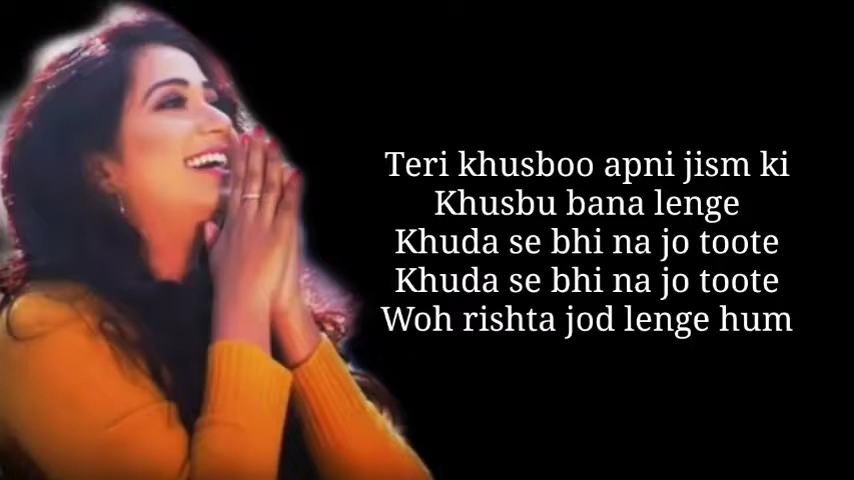 Teri khusboo apni jism ki
Khusbu bana lenge
Khuda se bhi na jo toote
Khuda se bhi na jo toote
Woh rishta jod lenge hum